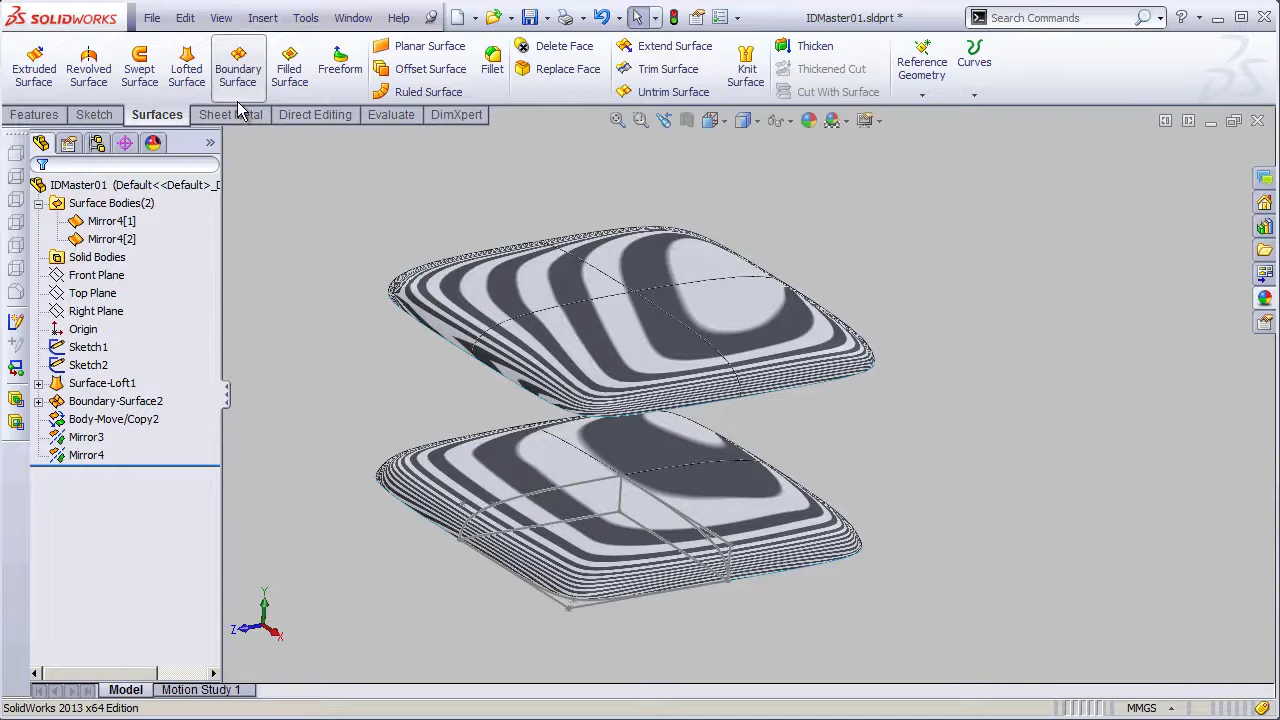 SOLIDWORKS
File Edit View Insert Tools Window Help
IDMaster01.sldprt *
Search Commands
Extruded Surface
Revolved Surface
Swept Surface
Lofted Surface
Boundary Surface
Filled Surface
Freeform
Planar Surface
Offset Surface
Ruled Surface
Fillet
Delete Face
Replace Face
Extend Surface
Trim Surface
Untrim Surface
Knit Surface
Thicken
Thickened Cut
Cut With Surface
Reference Geometry
Curves
Features Sketch Surfaces Sheet Metal Direct Editing Evaluate DimXpert
IDMaster01 (Default<<Default>_
Surface Bodies(2)
Mirror4[1]
Mirror4[2]
Solid Bodies
Front Plane
Top Plane
Right Plane
Origin
Sketch1
Sketch2
Surface-Loft1
Boundary-Surface2
Body-Move/Copy2
Mirror3
Mirror4
Y
Z
X
Model Motion Study 1
SolidWorks 2013 x64 Edition
MMGS